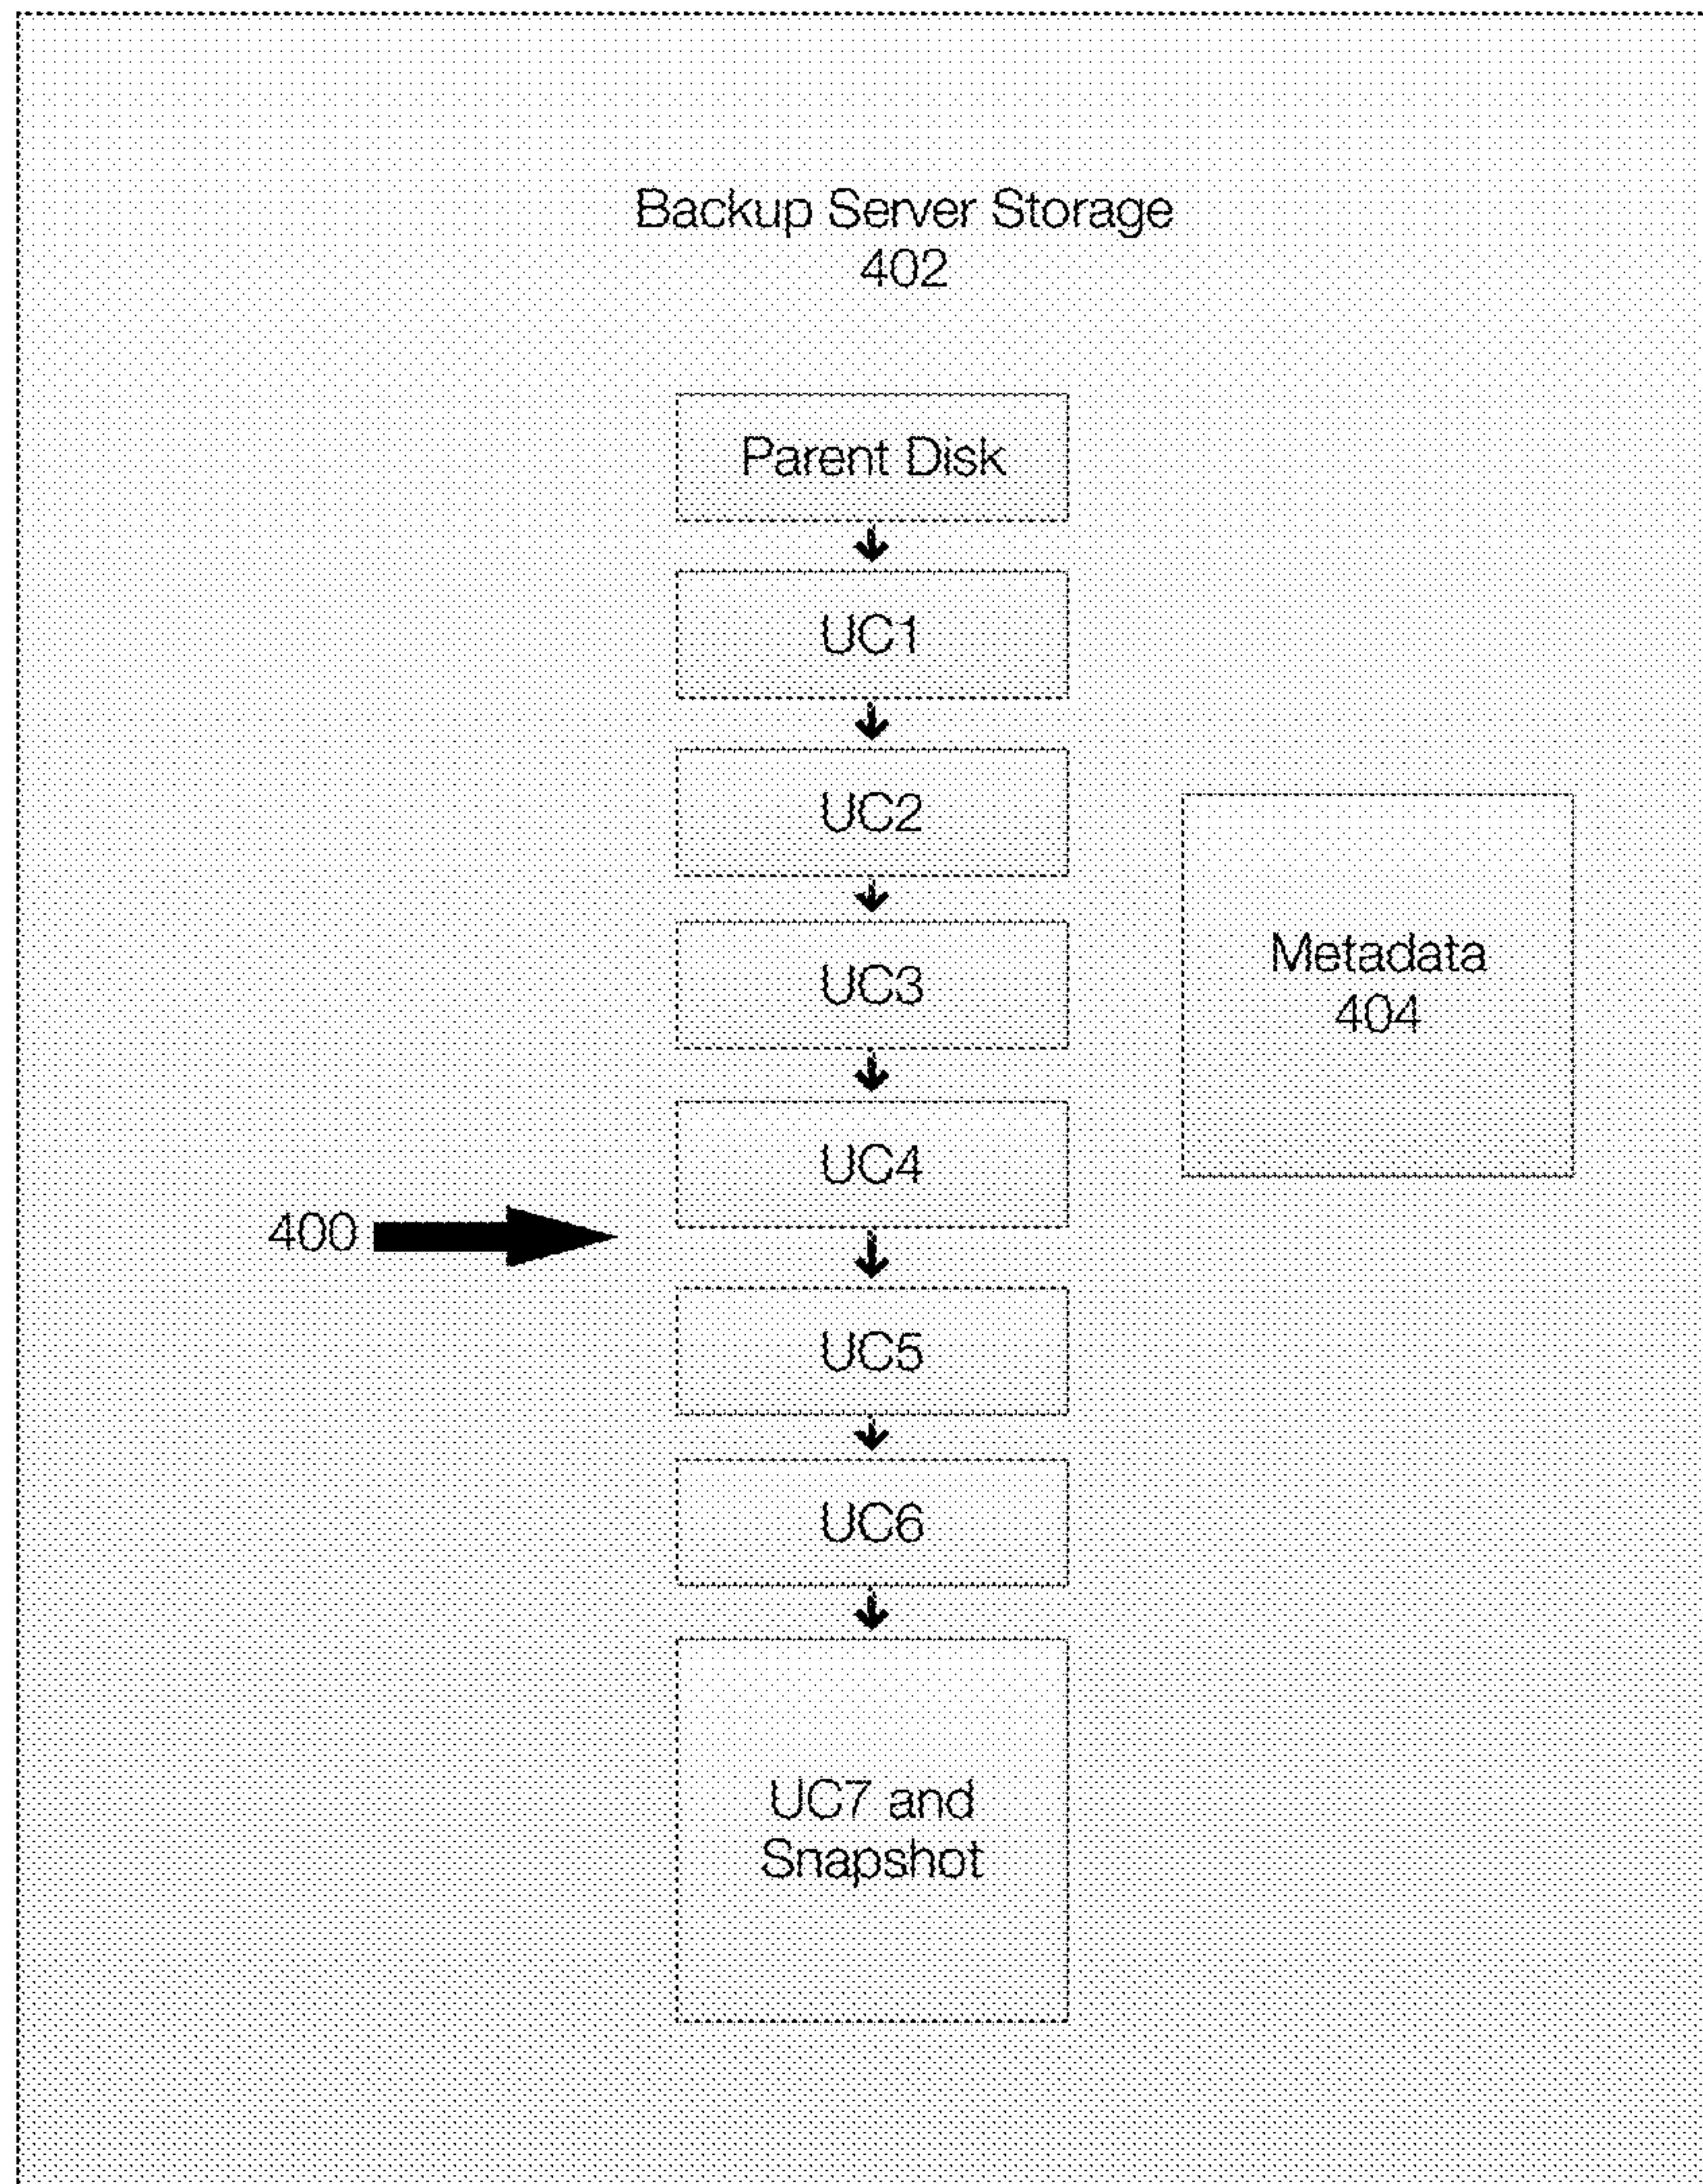 Backup Server Storage
402
Parent Disk
UC1
UC2
UC3
Metadata
404
UC4
400
UC5
UC6
UC7 and
Snapshot